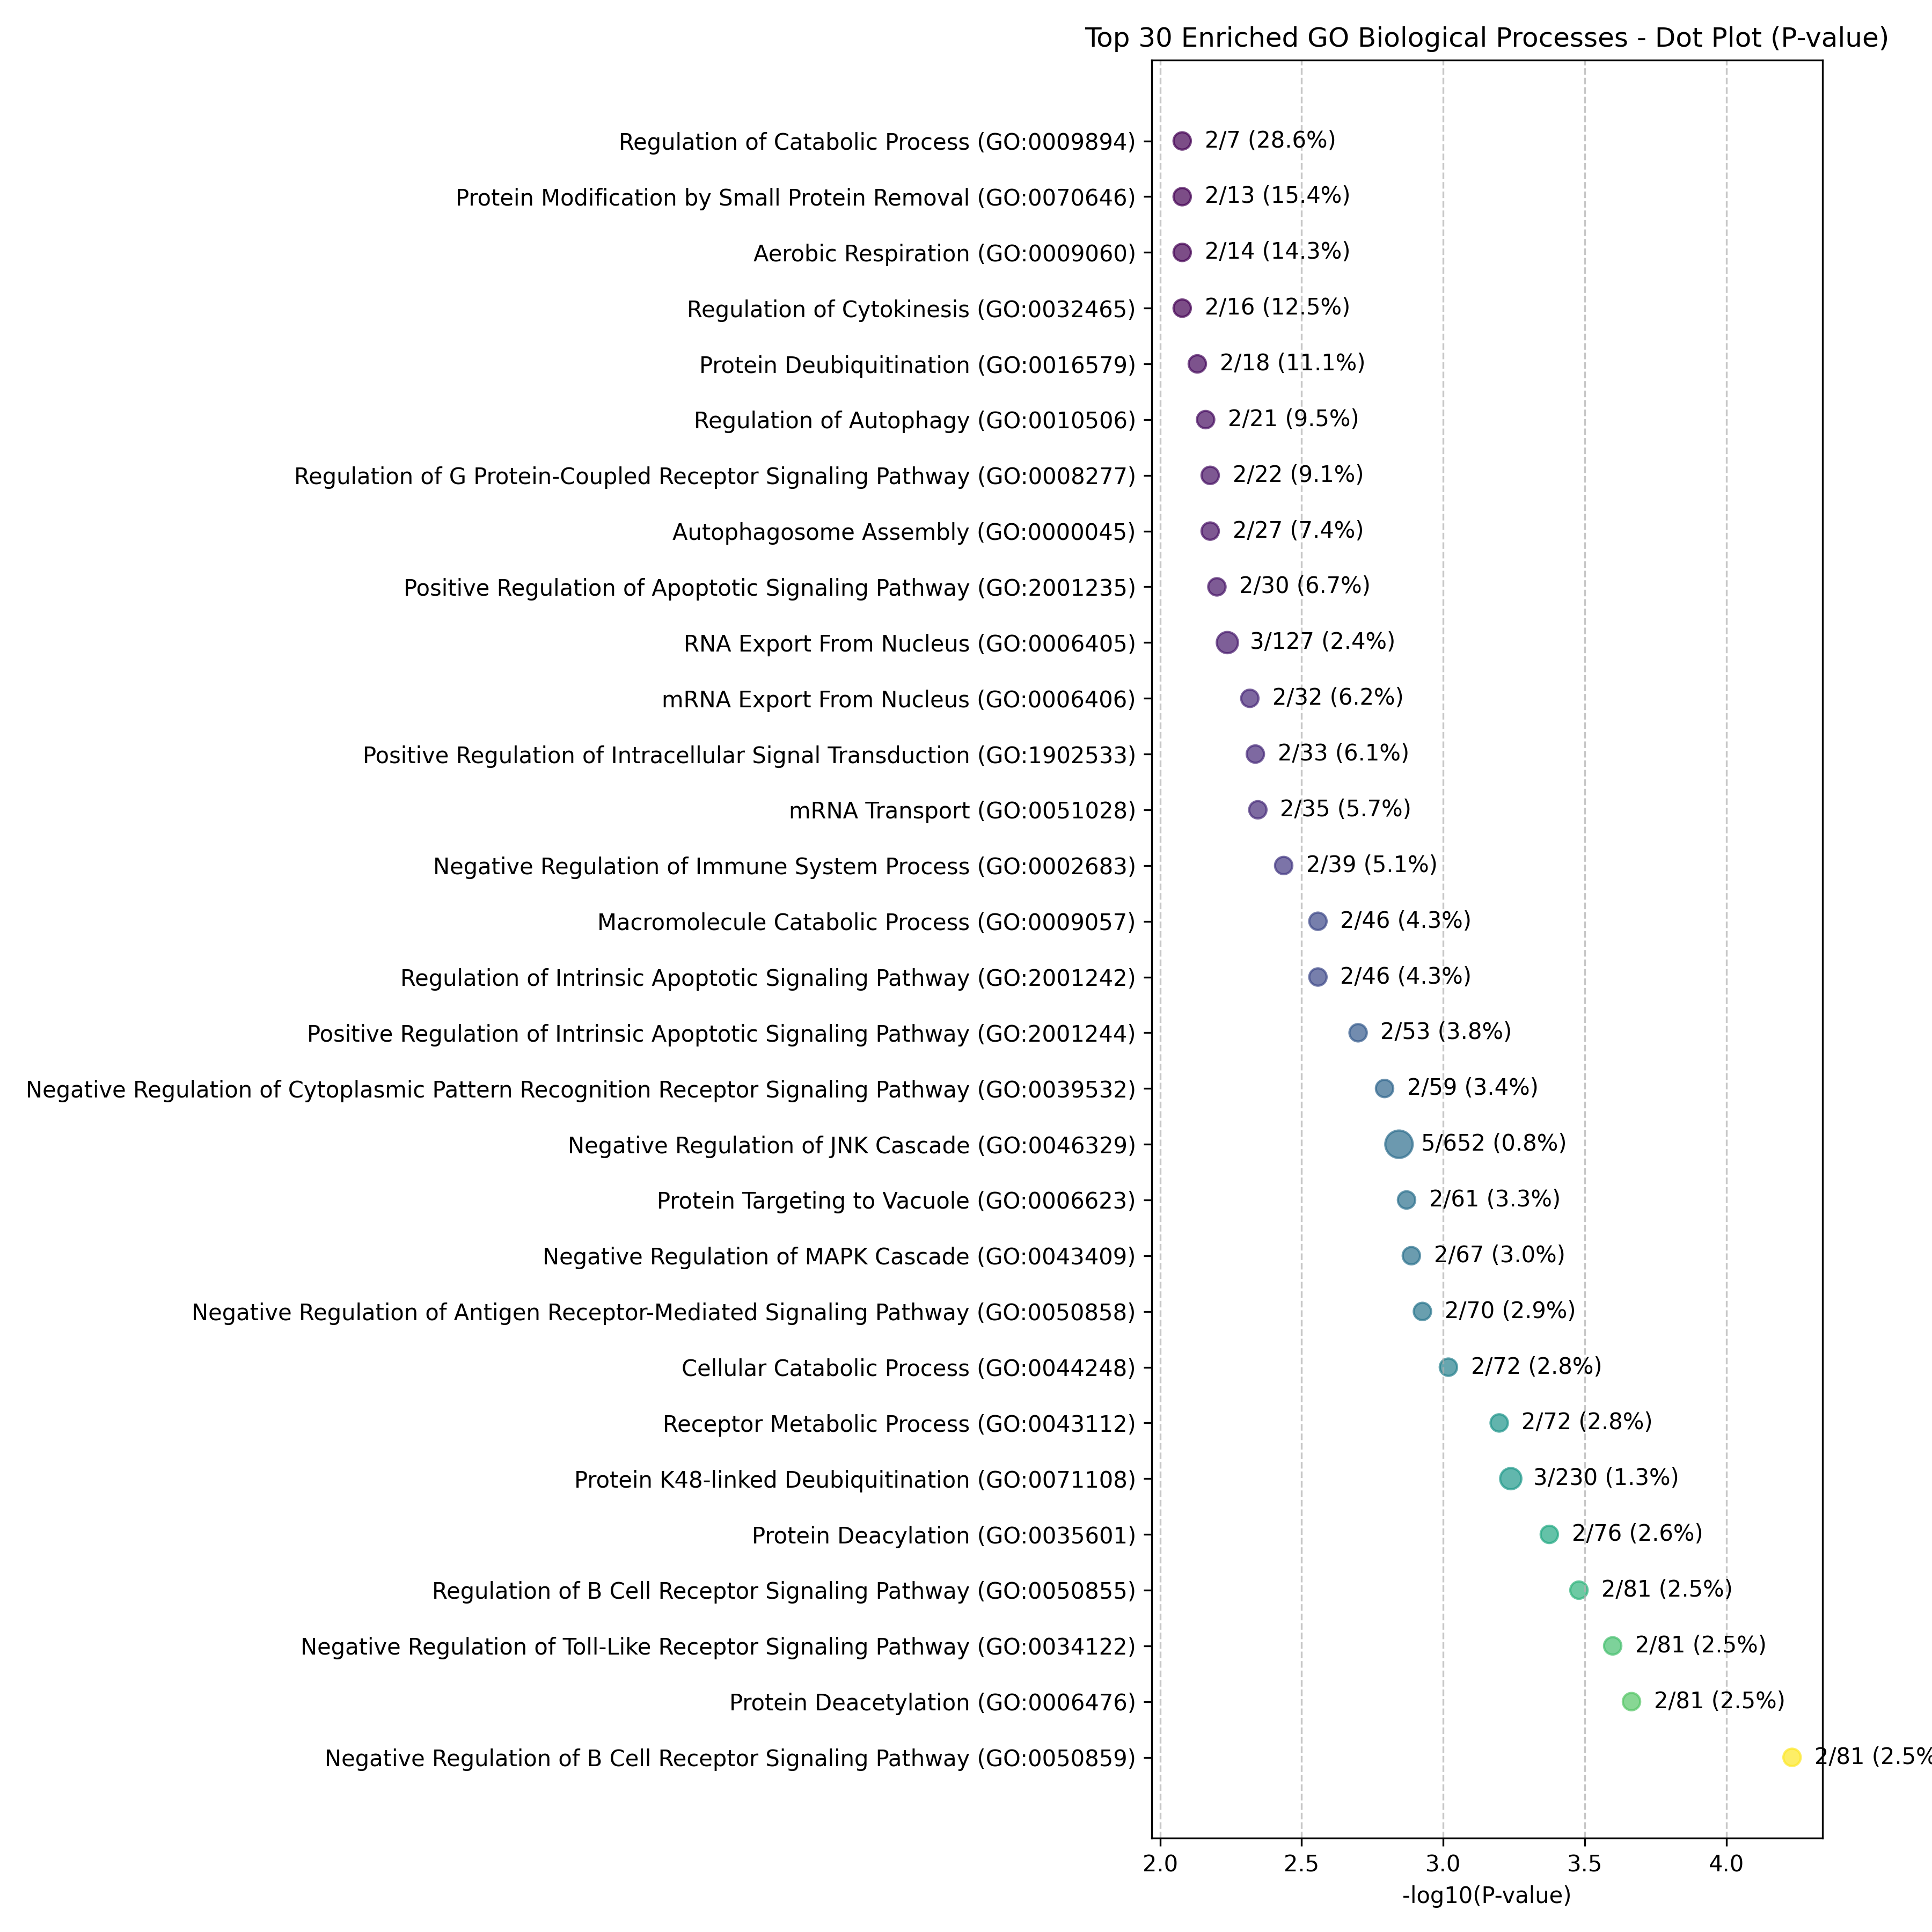 Top 30 Enriched GO Biological Processes - Dot Plot (P-value)
Regulation of Catabolic Process (GO:0009894) 2/7 (28.6%)
Protein Modification by Small Protein Removal (GO:0070646) 2/13 (15.4%)
Aerobic Respiration (GO:0009060) 2/14 (14.3%)
Regulation of Cytokinesis (GO:0032465) 2/16 (12.5%)
Protein Deubiquitination (GO:0016579) 2/18 (11.1%)
Regulation of Autophagy (GO:0010506) 2/21 (9.5%)
Regulation of G Protein-Coupled Receptor Signaling Pathway (GO:0008277) 2/22 (9.1%)
Autophagosome Assembly (GO:0000045) 2/27 (7.4%)
Positive Regulation of Apoptotic Signaling Pathway (GO:2001235) 2/30 (6.7%)
RNA Export From Nucleus (GO:0006405) 3/127 (2.4%)
mRNA Export From Nucleus (GO:0006406) 2/32 (6.2%)
Positive Regulation of Intracellular Signal Transduction (GO:1902533) 2/33 (6.1%)
mRNA Transport (GO:0051028) 2/35 (5.7%)
Negative Regulation of Immune System Process (GO:0002683) 2/39 (5.1%)
Macromolecule Catabolic Process (GO:0009057) 2/46 (4.3%)
Regulation of Intrinsic Apoptotic Signaling Pathway (GO:2001242) 2/46 (4.3%)
Positive Regulation of Intrinsic Apoptotic Signaling Pathway (GO:2001244) 2/53 (3.8%)
Negative Regulation of Cytoplasmic Pattern Recognition Receptor Signaling Pathway (GO:0039532) 2/59 (3.4%)
Negative Regulation of JNK Cascade (GO:0046329) 5/652 (0.8%)
Protein Targeting to Vacuole (GO:0006623) 2/61 (3.3%)
Negative Regulation of MAPK Cascade (GO:0043409) 2/67 (3.0%)
Negative Regulation of Antigen Receptor-Mediated Signaling Pathway (GO:0050858) 2/70 (2.9%)
Cellular Catabolic Process (GO:0044248) 2/72 (2.8%)
Receptor Metabolic Process (GO:0043112) 2/72 (2.8%)
Protein K48-linked Deubiquitination (GO:0071108) 3/230 (1.3%)
Protein Deacylation (GO:0035601) 2/76 (2.6%)
Regulation of B Cell Receptor Signaling Pathway (GO:0050855) 2/81 (2.5%)
Negative Regulation of Toll-Like Receptor Signaling Pathway (GO:0034122) 2/81 (2.5%)
Protein Deacetylation (GO:0006476) 2/81 (2.5%)
Negative Regulation of B Cell Receptor Signaling Pathway (GO:0050859) 2/81 (2.5%
2.0 2.5 3.0 3.5 4.0
-log10(P-value)